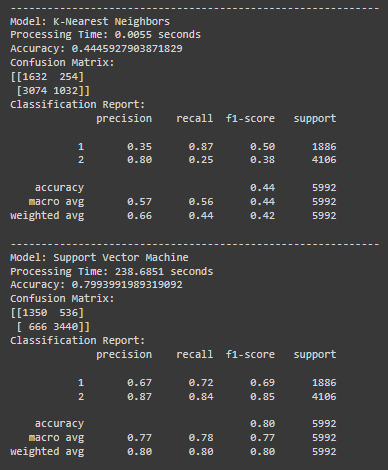 ------------------------------------------------------------
Model: K-Nearest Neighbors
Processing Time: 0.0055 seconds
Accuracy: 0.4445927903871829
Confusion Matrix:
[[1632  254]
 [3074 1032]]
Classification Report:
              precision    recall  f1-score   support

           1       0.35      0.87      0.50      1886
           2       0.80      0.25      0.38      4106

    accuracy                           0.44      5992
   macro avg       0.57      0.56      0.44      5992
weighted avg       0.66      0.44      0.42      5992

------------------------------------------------------------
Model: Support Vector Machine
Processing Time: 238.6851 seconds
Accuracy: 0.7993991989319092
Confusion Matrix:
[[1350  536]
 [ 666 3440]]
Classification Report:
              precision    recall  f1-score   support

           1       0.67      0.72      0.69      1886
           2       0.87      0.84      0.85      4106

    accuracy                           0.80      5992
   macro avg       0.77      0.78      0.77      5992
weighted avg       0.80      0.80      0.80      5992